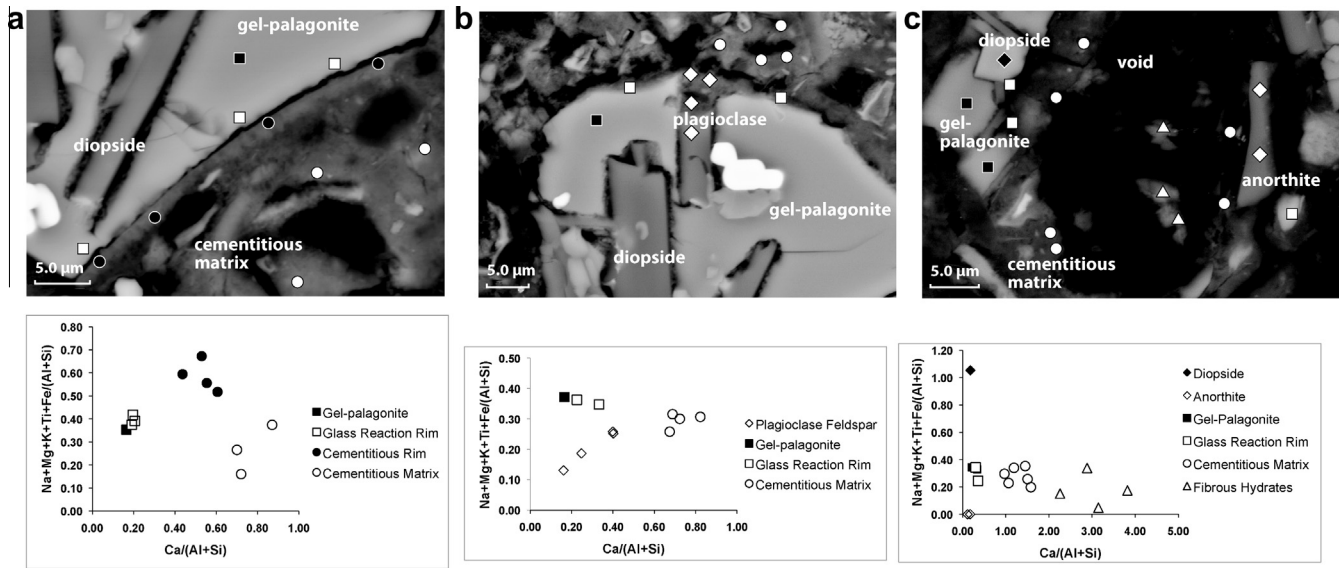 a
gel-palagonite
diopside
cementitious
matrix
5.0 µm
b
plagioclase
gel-palagonite
diopside
5.0 µm
c
diopside
void
gel-
palagonite
anorthite
cementitious
matrix
5.0 µm
Na+Mg+K+Ti+Fe/(Al+Si)
0.80
0.70
0.60
0.50
0.40
0.30
0.20
0.10
0.00
0.00 0.20 0.40 0.60 0.80 1.00
Ca/(Al+Si)
Gel-palagonite
Glass Reaction Rim
Cementitious Rim
Cementitious Matrix
Na+Mg+K+Ti+Fe/(Al+Si)
0.50
0.40
0.30
0.20
0.10
0.00
0.00 0.20 0.40 0.60 0.80 1.00
Ca/(Al+Si)
Plagioclase Feldspar
Gel-palagonite
Glass Reaction Rim
Cementitious Matrix
Na+Mg+K+Ti+Fe/(Al+Si)
1.20
1.00
0.80
0.60
0.40
0.20
0.00
0.00 1.00 2.00 3.00 4.00 5.00
Ca/(Al+Si)
Diopside
Anorthite
Gel-Palagonite
Glass Reaction Rim
Cementitious Matrix
Fibrous Hydrates